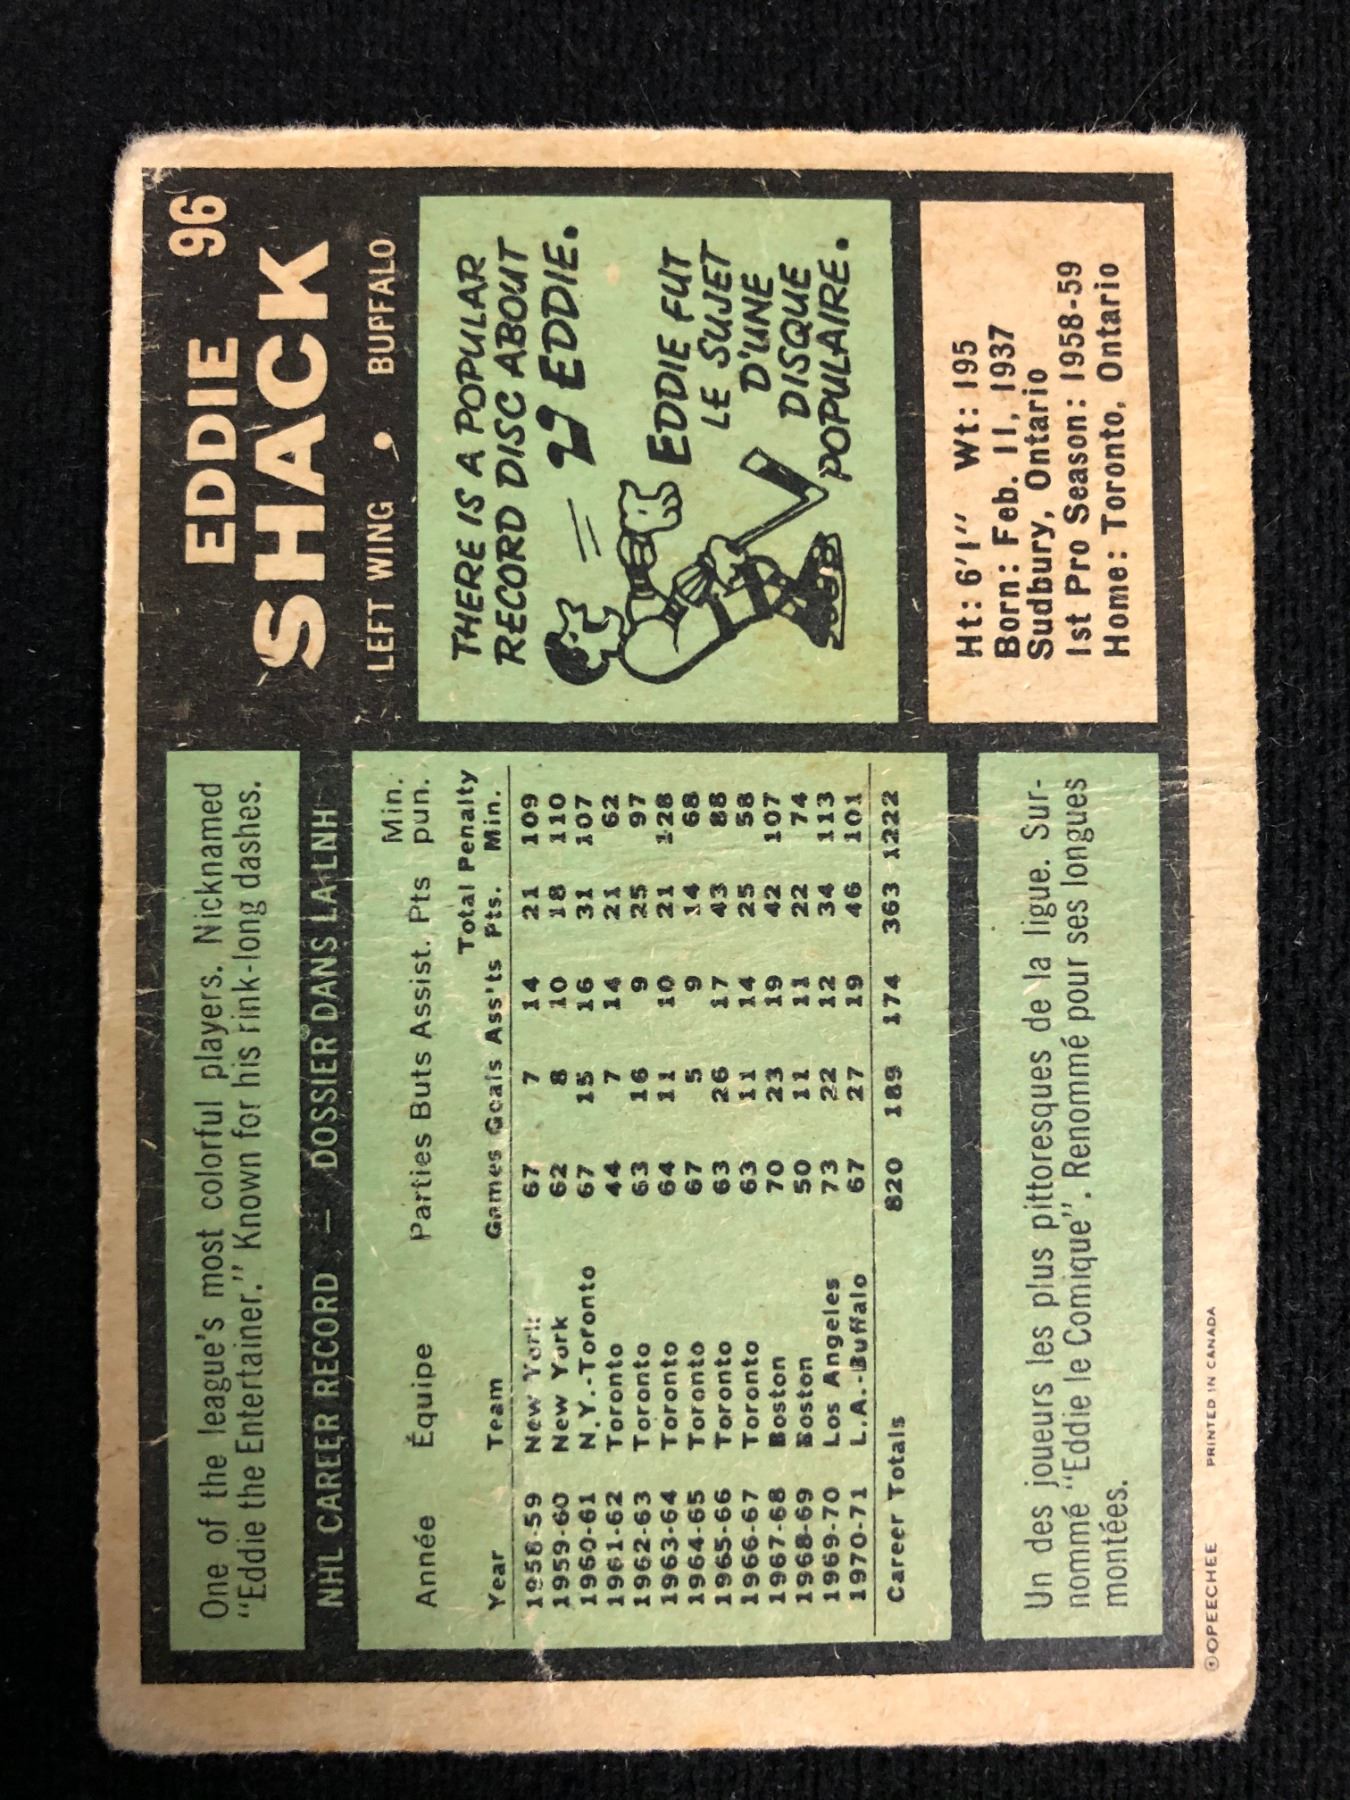 One of the league's most colorful players. Nicknamed
"Eddie the Entertainer." Known for his rink-long dashes.
NHL CAREER RECORD — DOSSIER DANS LA LNH
Année Équipe Parties Buts Assist. Pts Min. pun.
Year Team Games Goals Ass'ts Total Pts. Penalty Min.
1958-59 New York 67 7 14 21 109
1959-60 New York 62 8 10 18 110
1960-61 N.Y.-Toronto 67 15 16 31 107
1961-62 Toronto 44 7 14 21 62
1962-63 Toronto 63 16 9 25 97
1963-64 Toronto 64 11 10 21 128
1964-65 Toronto 67 5 9 14 68
1965-66 Toronto 63 26 17 43 88
1966-67 Toronto 63 11 14 25 58
1967-68 Boston 70 23 19 42 107
1968-69 Boston 50 11 11 22 74
1969-70 Los Angeles 73 22 12 34 113
1970-71 L.A.-Buffalo 67 27 19 46 101
Career Totals 820 189 174 363 1222
Un des joueurs les plus pittoresques de la ligue. Sur-
nommé "Eddie le Comique". Renommé pour ses longues
montées.
EDDIE 96
SHACK
LEFT WING • BUFFALO
THERE IS A POPULAR
RECORD DISC ABOUT
EDDIE.
EDDIE FUT
LE SUJET
D'UNE
DISQUE
POPULAIRE.
Ht: 6'1" Wt: 195
Born: Feb. 11, 1937
Sudbury, Ontario
1st Pro Season: 1958-59
Home: Toronto, Ontario
©OPEECHEE PRINTED IN CANADA